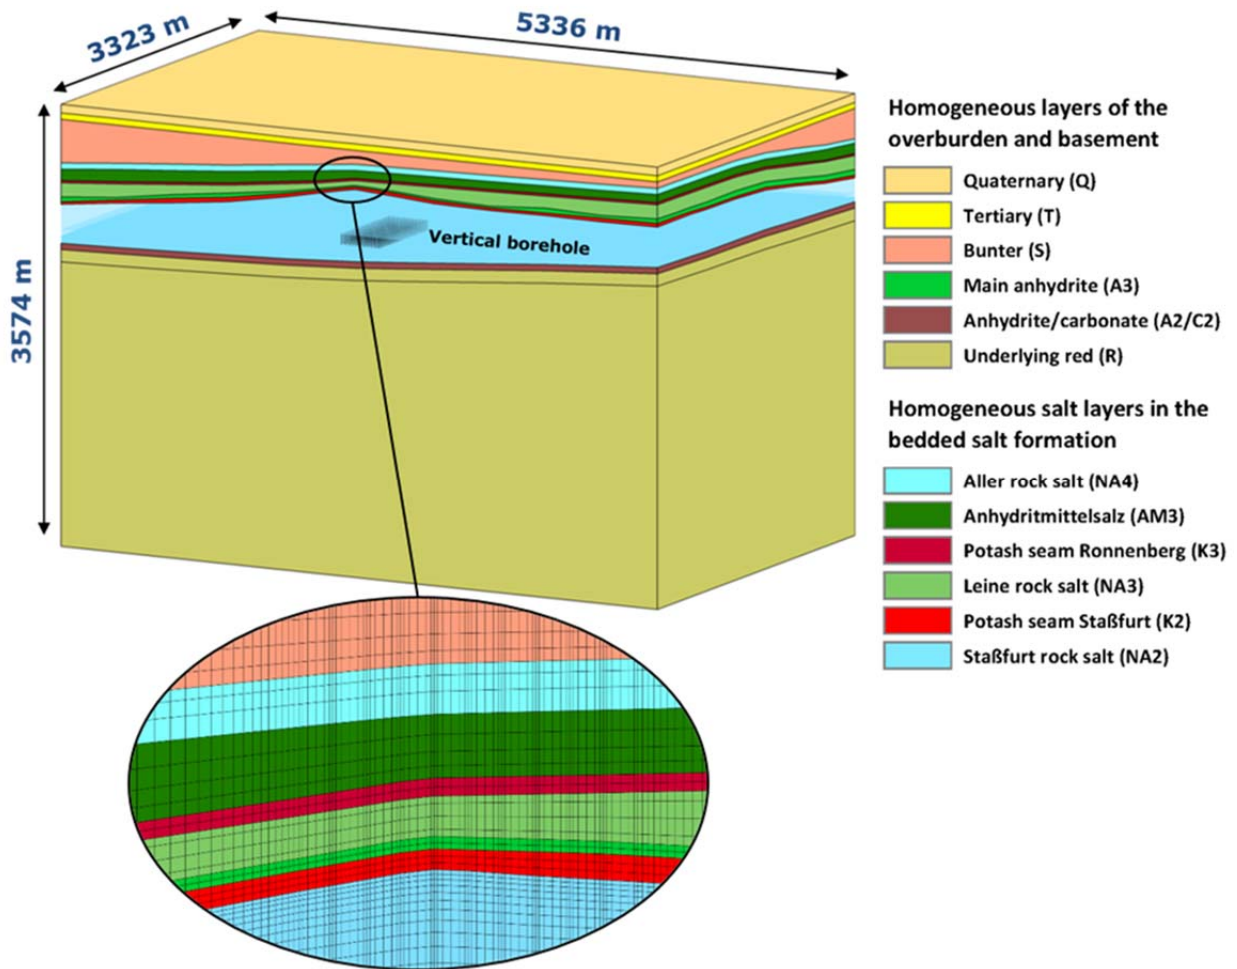 3323 m
5336 m
3574 m
Vertical borehole
Homogeneous layers of the
overburden and basement
Quaternary (Q)
Tertiary (T)
Bunter (S)
Main anhydrite (A3)
Anhydrite/carbonate (A2/C2)
Underlying red (R)
Homogeneous salt layers in the
bedded salt formation
Aller rock salt (NA4)
Anhydritmittelsalz (AM3)
Potash seam Ronnenberg (K3)
Leine rock salt (NA3)
Potash seam Staßfurt (K2)
Staßfurt rock salt (NA2)